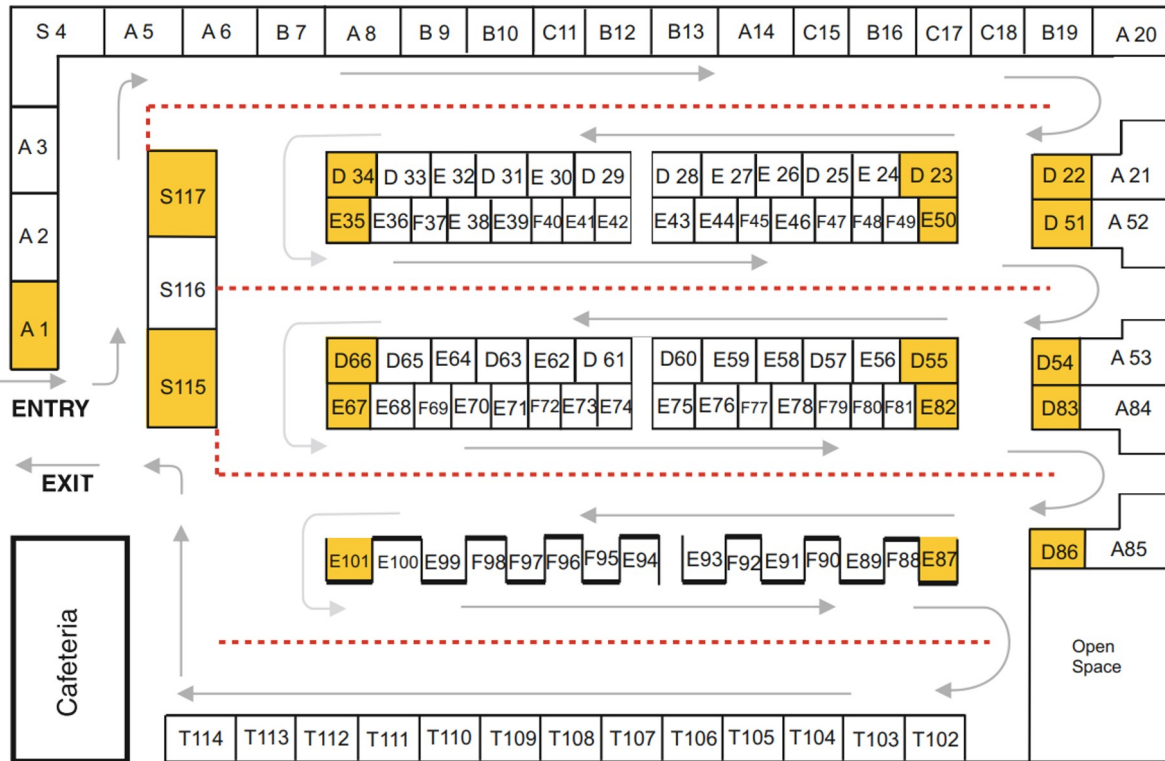 S 4 A 5 A 6 B 7 A 8 B 9 B10 C11 B12 B13 A14 C15 B16 C17 C18 B19 A 20
A 3
D 34 D 33 E 32 D 31 E 30 D 29 D 28 E 27 E 26 D 25 E 24 D 23 D 22 A 21
S117
E35 E36 F37 E 38 E39 F40 E41 E42 E43 E44 F45 E46 F47 F48 F49 E50 D 51 A 52
A 2
S116
A 1
D66 D65 E64 D63 E62 D 61 D60 E59 E58 D57 E56 D55 D54 A 53
S115
ENTRY
E67 E68 F69 E70 E71 F72 E73 E74 E75 E76 F77 E78 F79 F80 F81 E82 D83 A84
EXIT
E101 E100 E99 F98 F97 F96 F95 E94 E93 F92 E91 F90 E89 F88 E87 D86 A85
Cafeteria
Open
Space
T114 T113 T112 T111 T110 T109 T108 T107 T106 T105 T104 T103 T102